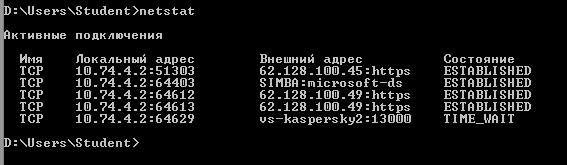 D:\Users\Student>netstat
Активные подключения
Имя Локальный адрес Внешний адрес Состояние
TCP 10.74.4.2:51303 62.128.100.45:https ESTABLISHED
TCP 10.74.4.2:64403 SIMBA:microsoft-ds ESTABLISHED
TCP 10.74.4.2:64612 62.128.100.49:https ESTABLISHED
TCP 10.74.4.2:64613 62.128.100.49:https ESTABLISHED
TCP 10.74.4.2:64629 vs-kaspersky2:13000 TIME_WAIT
D:\Users\Student>